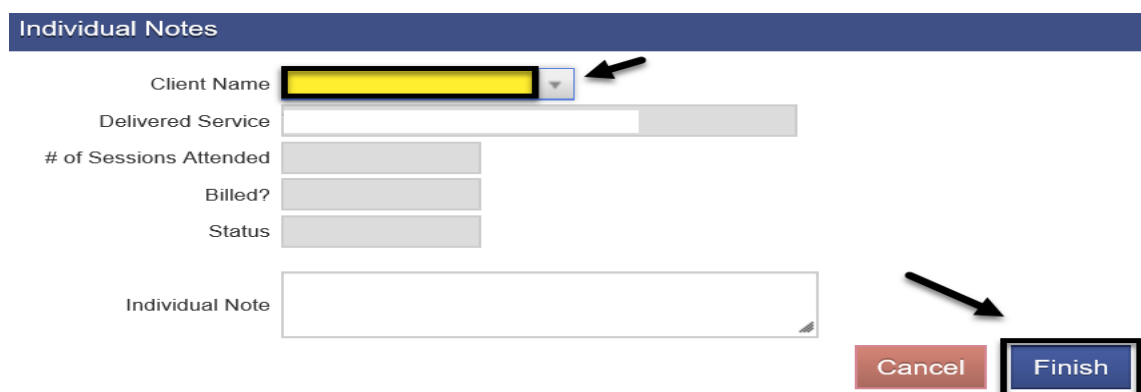 Individual Notes
Client Name
Delivered Service
# of Sessions Attended
Billed?
Status
Individual Note
Cancel Finish